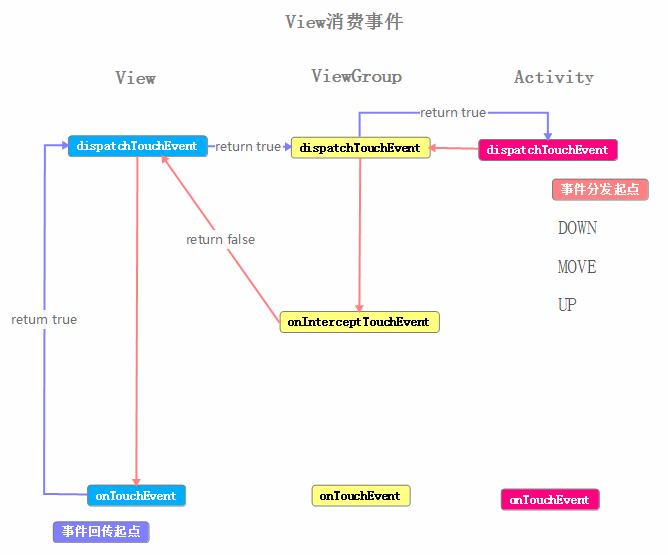 View消费事件
View
ViewGroup
Activity
return true
dispatchTouchEvent
return true
dispatchTouchEvent
dispatchTouchEvent
事件分发起点
DOWN
return false
MOVE
UP
return true
onInterceptTouchEvent
onTouchEvent
onTouchEvent
onTouchEvent
事件回传起点